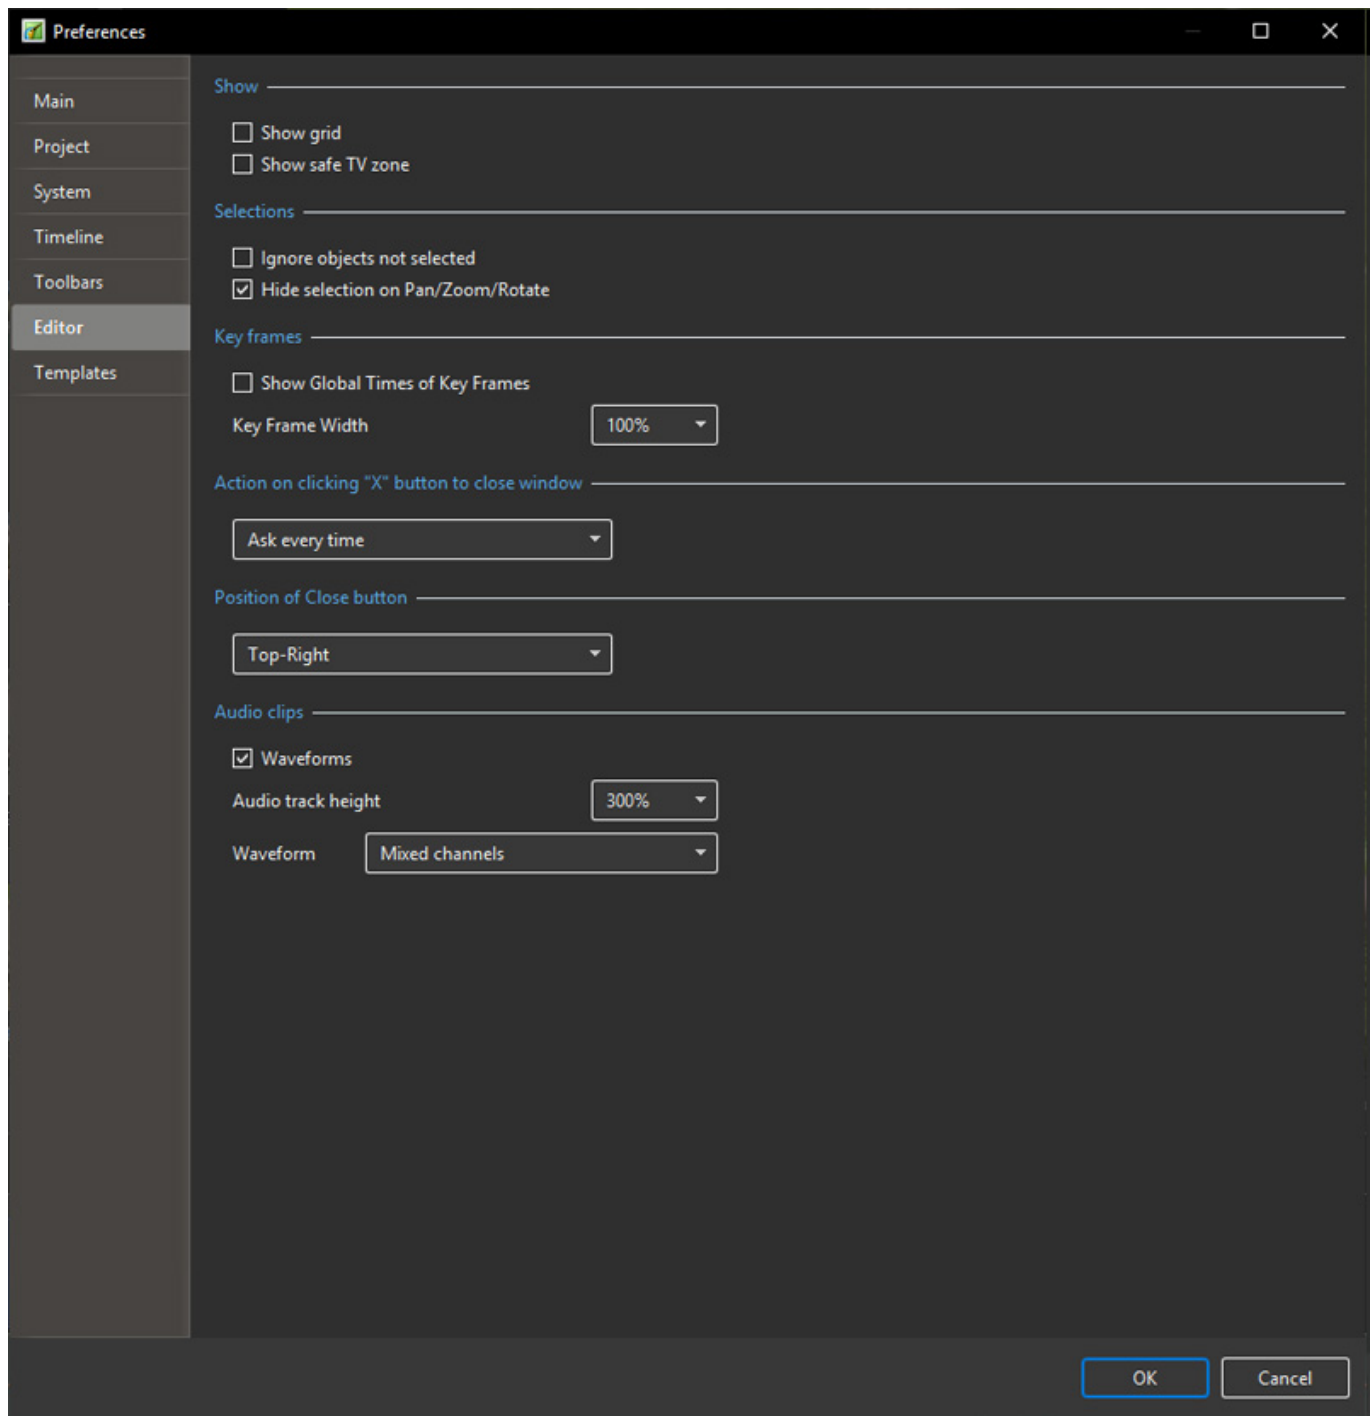 Preferences
Main
Project
System
Timeline
Toolbars
Editor
Templates
Show
Show grid
Show safe TV zone
Selections
Ignore objects not selected
Hide selection on Pan/Zoom/Rotate
Key frames
Show Global Times of Key Frames
Key Frame Width 100%
Action on clicking "X" button to close window
Ask every time
Position of Close button
Top-Right
Audio clips
Waveforms
Audio track height 300%
Waveform Mixed channels
OK Cancel